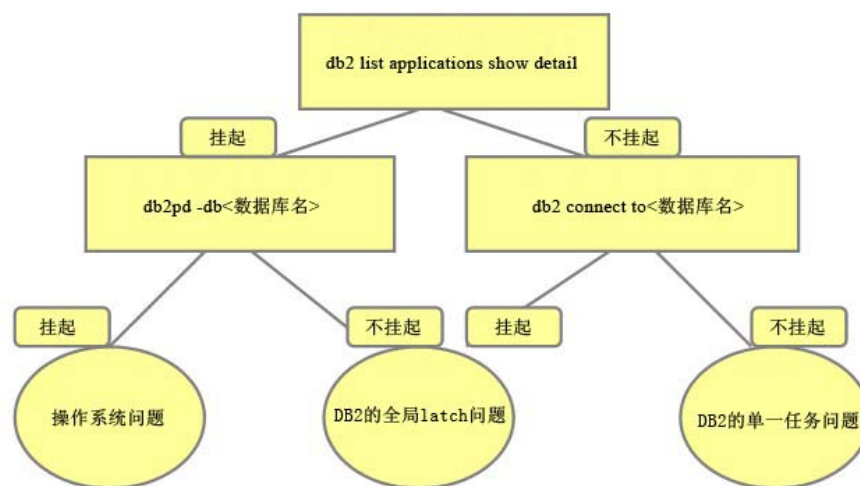 db2 list applications show detail
挂起
不挂起
db2pd -db<数据库名>
db2 connect to<数据库名>
挂起
不挂起
挂起
不挂起
操作系统问题
DB2的全局latch问题
DB2的单一任务问题